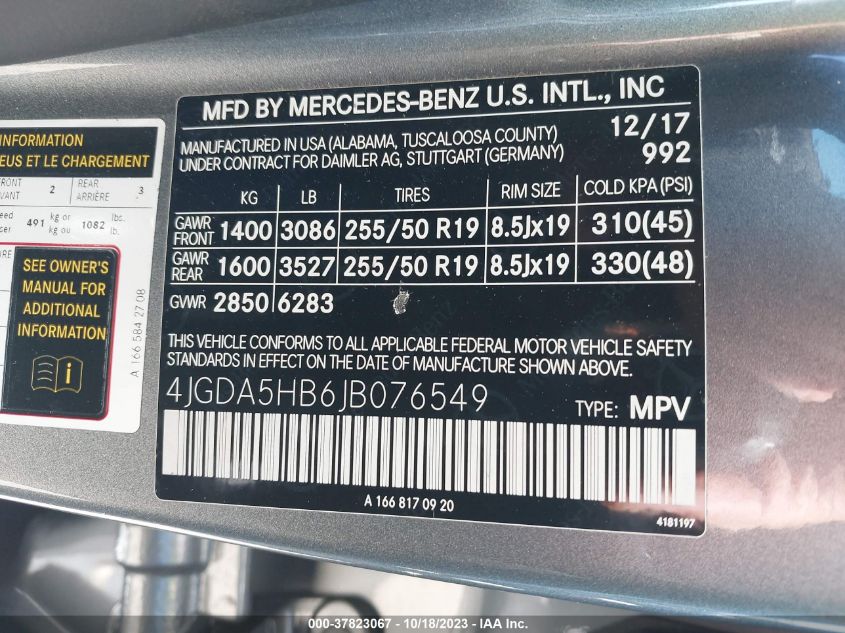 INFORMATION
EUS ET LE CHARGEMENT
FRONT 2 REAR 3
AVANT ARRIÈRE
491 kg or 1082 lbs.
kg ou lb.
SEE OWNER'S
MANUAL FOR
ADDITIONAL
INFORMATION
A 166 584 27 08
MFD BY MERCEDES-BENZ U.S. INTL., INC
MANUFACTURED IN USA (ALABAMA, TUSCALOOSA COUNTY) 12/17
UNDER CONTRACT FOR DAIMLER AG, STUTTGART (GERMANY) 992
KG LB TIRES RIM SIZE COLD KPA (PSI)
GAWR FRONT 1400 3086 255/50 R19 8.5Jx19 310(45)
GAWR REAR 1600 3527 255/50 R19 8.5Jx19 330(48)
GVWR 2850 6283
THIS VEHICLE CONFORMS TO ALL APPLICABLE FEDERAL MOTOR VEHICLE SAFETY
STANDARDS IN EFFECT ON THE DATE OF MANUFACTURE SHOWN ABOVE.
4JGDA5HB6JB076549 TYPE: MPV
A 166 817 09 20
4181197
000-37823067 - 10/18/2023 - IAA Inc.